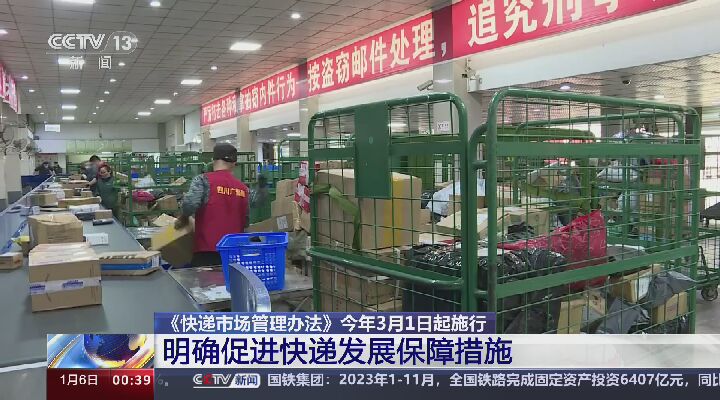 CCTV 13
新闻
按盗窃邮件处理，追究刑
《快递市场管理办法》今年3月1日起施行
明确促进快递发展保障措施
1月6日 00:39 CCTV新闻 国铁集团：2023年1-11月，全国铁路完成固定资产投资6407亿元，同比